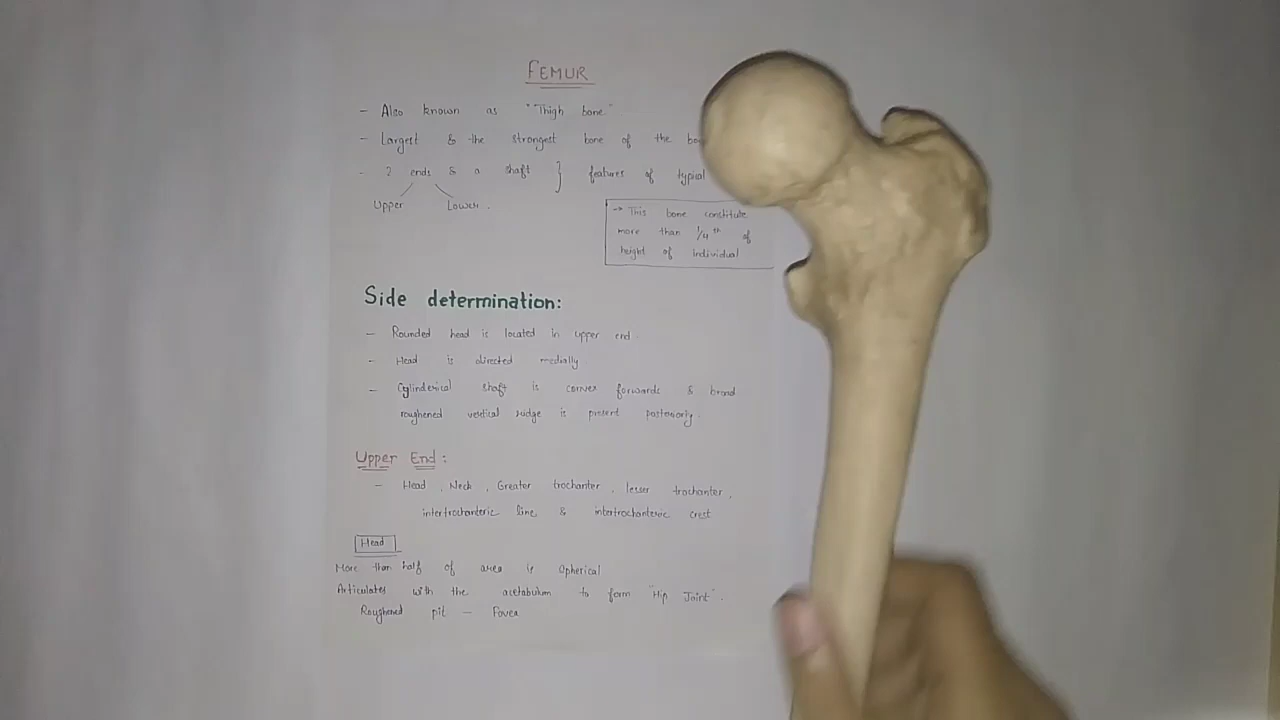 FEMUR
- Also known as "Thigh bone"
- Largest & the strongest bone of the
- 2 ends & a shaft } features of typical
Upper Lower.
→ This bone constitute
more than 1/4th of
height of individual
Side determination:
- Rounded head is located in upper end
- Head is directed medially
- Cylinderical shaft is convex forwards & broad
roughened vertical ridge is present posteriorly.
Upper End:
- Head, Neck, Greater trochanter, lesser trochanter,
intertrochanteric line & intertrochanteric crest
Head
More than half of area is Spherical
Articulates with the acetabulum to form "Hip Joint".
Roughened pit - Fovea